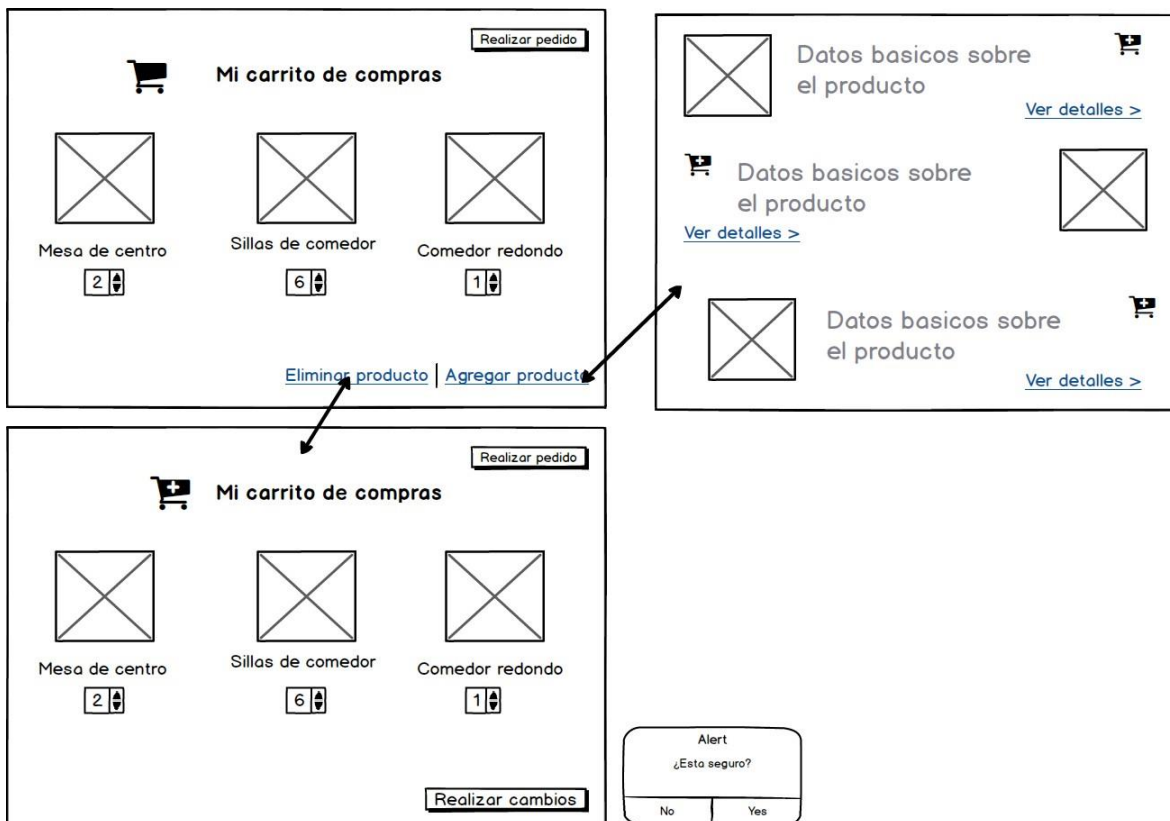 Realizar pedido
Mi carrito de compras
Mesa de centro
Sillas de comedor
Comedor redondo
2
6
1
Eliminar producto
Agregar producto
Datos basicos sobre
el producto
Ver detalles >
Datos basicos sobre
el producto
Ver detalles >
Datos basicos sobre
el producto
Ver detalles >
Realizar pedido
Mi carrito de compras
Mesa de centro
Sillas de comedor
Comedor redondo
2
6
1
Realizar cambios
Alert
¿Esta seguro?
No
Yes